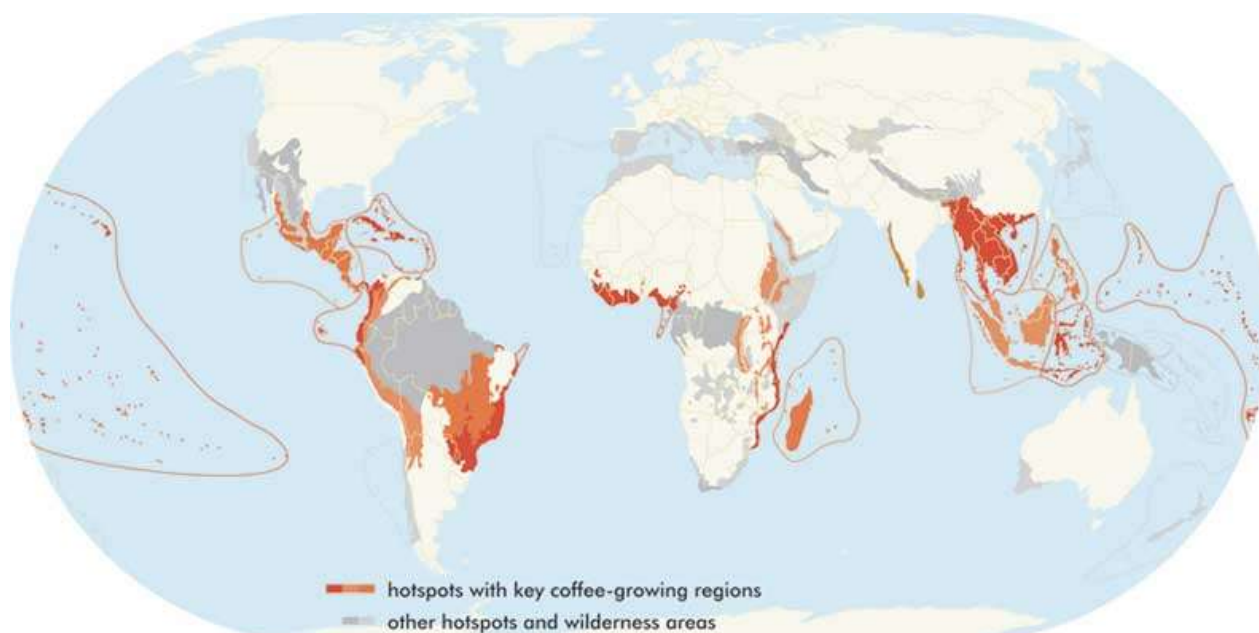 hotspots with key coffee-growing regions
other hotspots and wilderness areas